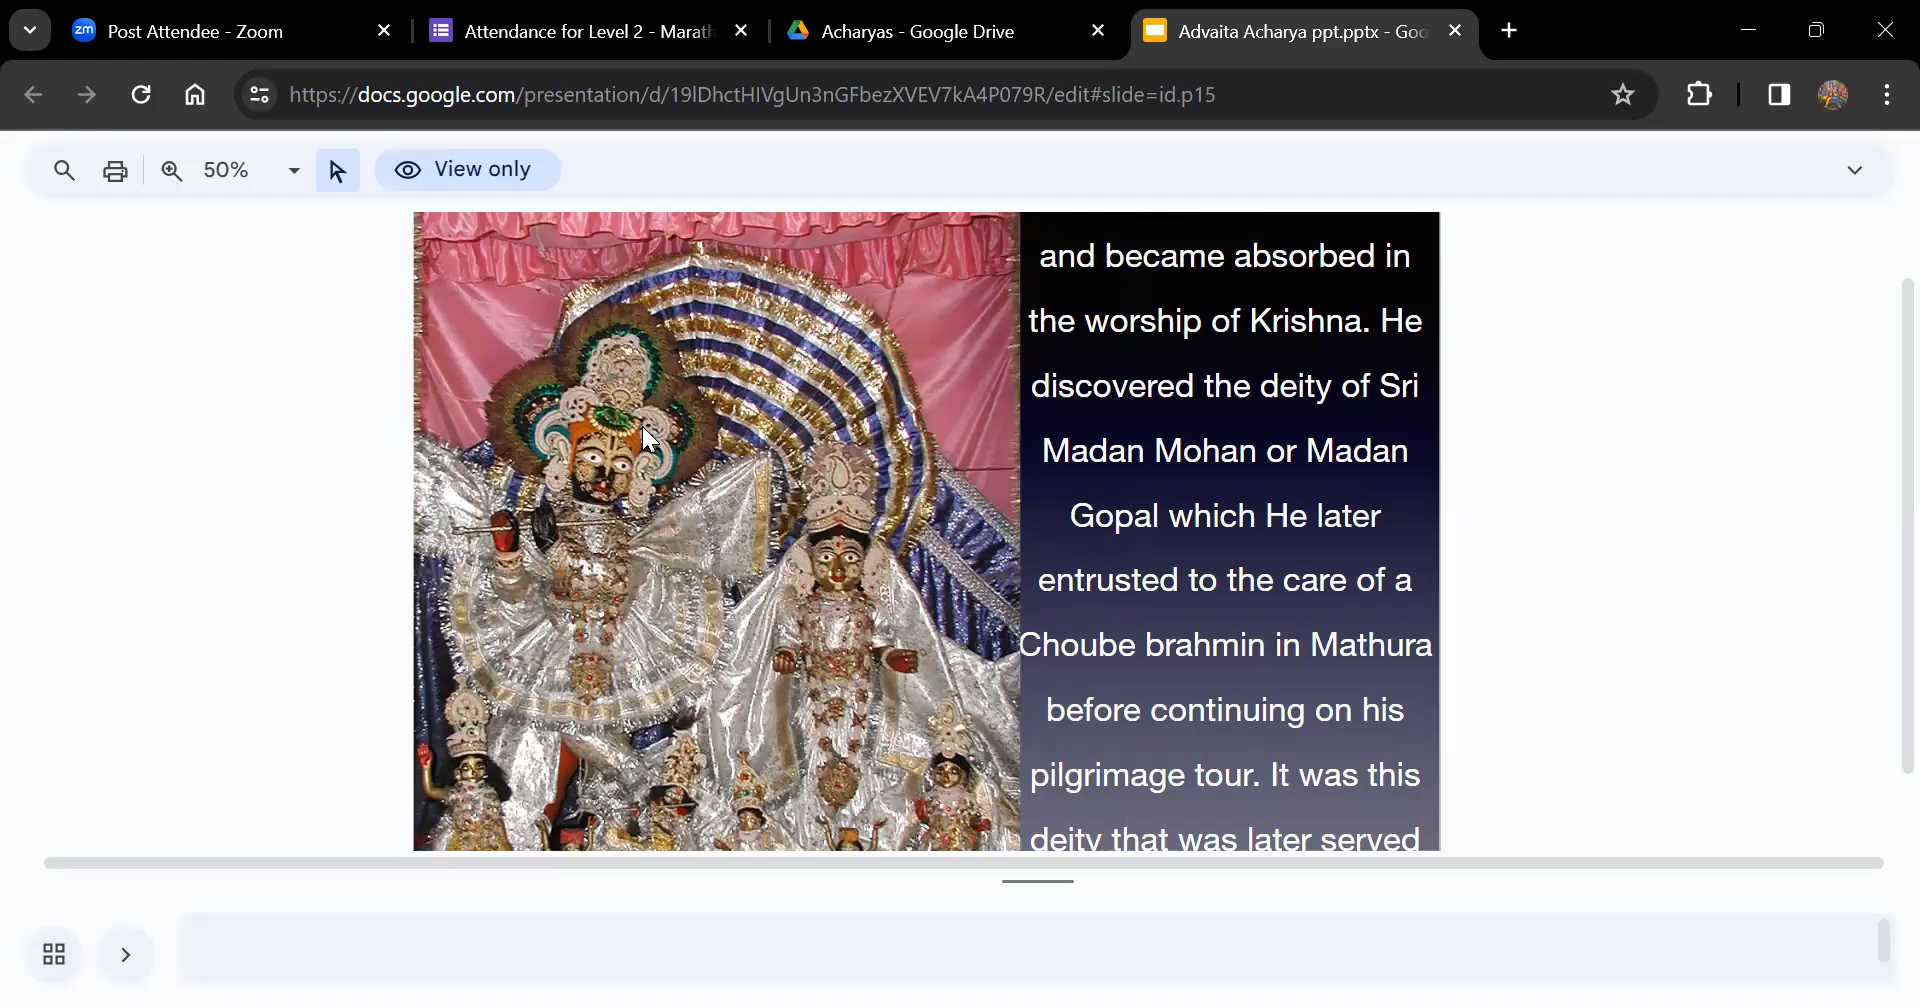 Post Attendee - Zoom
Attendance for Level 2 - Marath
Acharyas - Google Drive
Advaita Acharya ppt.pptx - Goo
https://docs.google.com/presentation/d/19IDhctHIVgUn3nGFbezXVEV7kA4P079R/edit#slide=id.p15
50%
View only
and became absorbed in
the worship of Krishna. He
discovered the deity of Sri
Madan Mohan or Madan
Gopal which He later
entrusted to the care of a
Choube brahmin in Mathura
before continuing on his
pilgrimage tour. It was this
deity that was later served